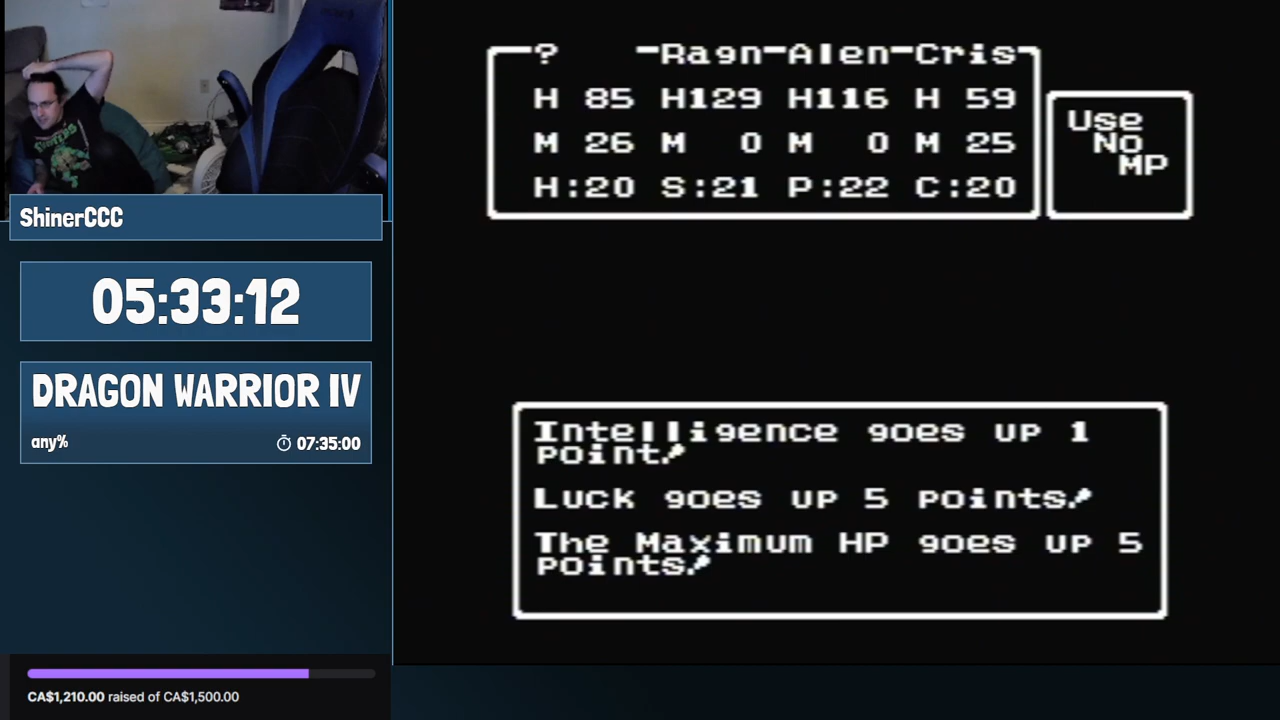 ShinerCCC
05:33:12
DRAGON WARRIOR IV
any%
07:35:00
CA$1,210.00 raised of CA$1,500.00
? Ragn Alen Cris
H 85 H129 H116 H 59
M 26 M 0 M 0 M 25
H:20 S:21 P:22 C:20
Use
No
MP
Intelligence goes up 1
point!
Luck goes up 5 points!
The Maximum HP goes up 5
points!